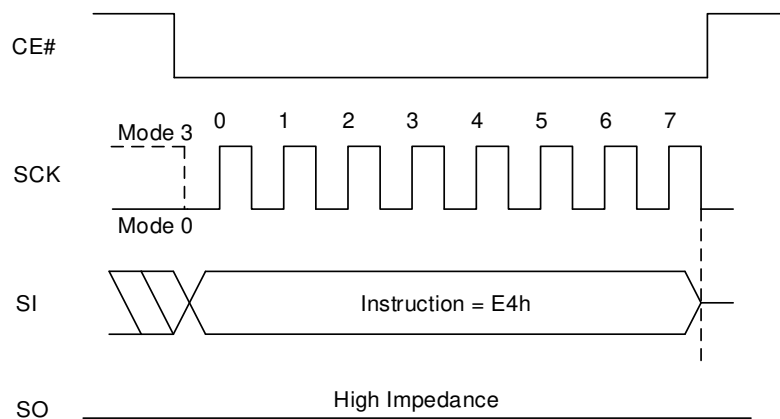 CE#
0 1 2 3 4 5 6 7
Mode 3
SCK
Mode 0
SI
Instruction = E4h
High Impedance
SO